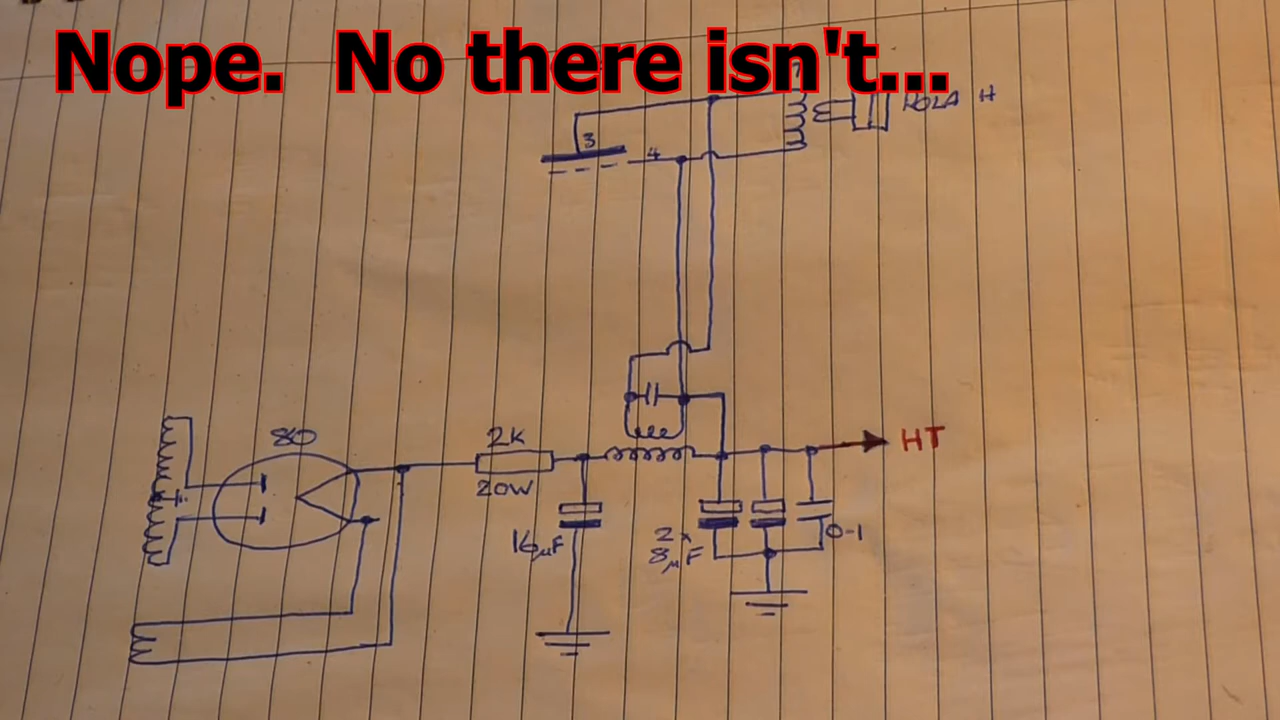 Nope. No there isn't...
H
3
4
80
2K
20W
HT
16µF
2x
8µF
0-1